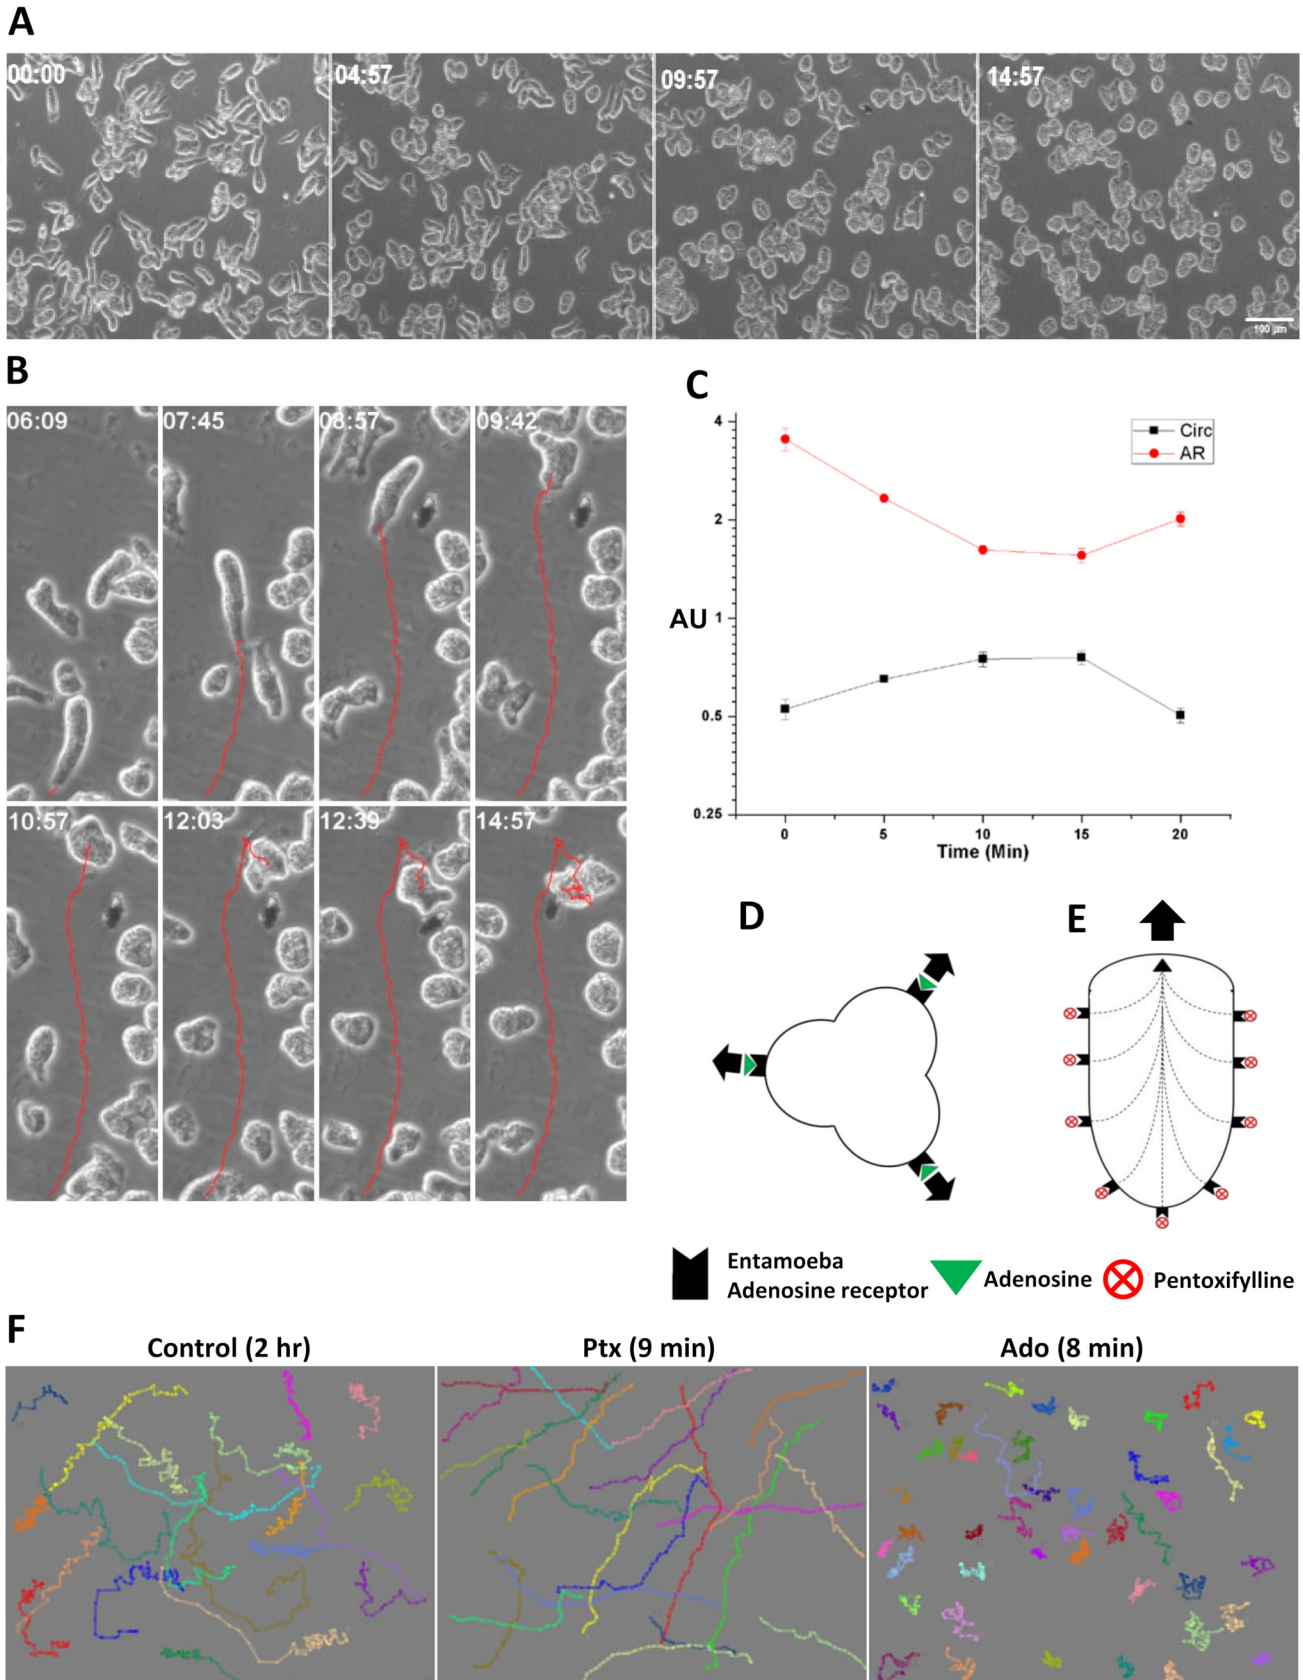 A
00:00
04:57
09:57
14:57
100 µm
B
06:09
07:45
08:57
09:42
10:57
12:03
12:39
14:57
C
4
2
1
0.5
0.25
AU
Circ
AR
0
5
10
15
20
Time (Min)
D
E
Entamoeba
Adenosine receptor
Adenosine
Pentoxifylline
F
Control (2 hr)
Ptx (9 min)
Ado (8 min)